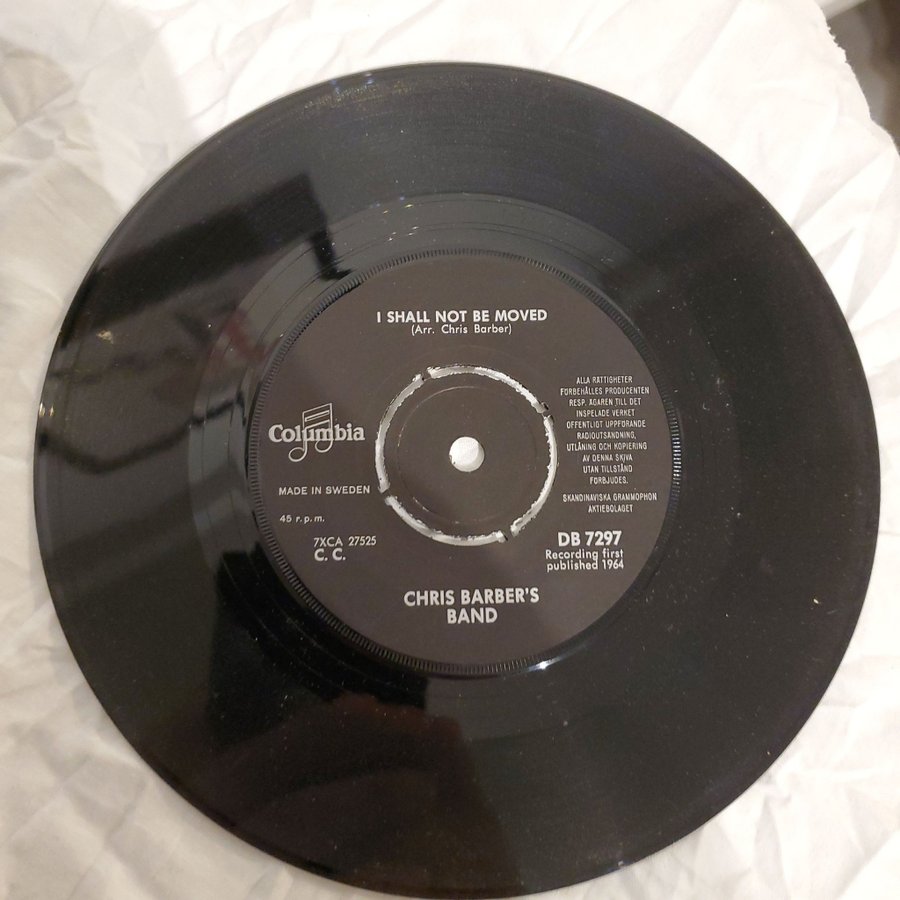 I SHALL NOT BE MOVED
(Arr. Chris Barber)
Columbia
MADE IN SWEDEN
45 r.p.m.
7XCA 27525
C. C.
ALLA RÄTTIGHETER
FÖRBEHÅLLES PRODUCENTEN
RESP. ÄGAREN TILL DET
INSPELADE VERKET
OFFENTLIGT UPPFÖRANDE
RADIOUTSÄNDNING,
UTLÅNING OCH KOPIERING
AV DENNA SKIVA
UTAN TILLSTÅND
FÖRBJUDES.
SKANDINAVISKA GRAMMOPHON
AKTIEBOLAGET
DB 7297
Recording first
published 1964
CHRIS BARBER'S
BAND